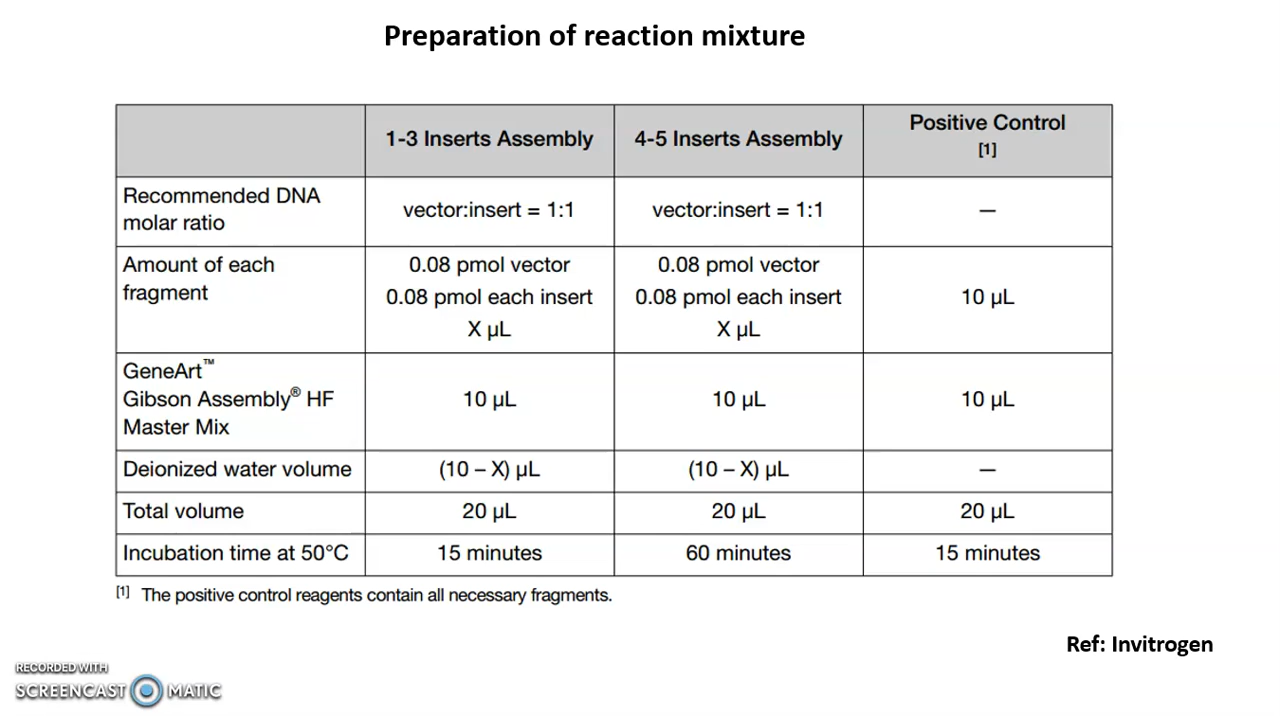 Preparation of reaction mixture
1-3 Inserts Assembly
4-5 Inserts Assembly
Positive Control
[1]
Recommended DNA
molar ratio
vector:insert = 1:1
vector:insert = 1:1
—
Amount of each
fragment
0.08 pmol vector
0.08 pmol each insert
X µL
0.08 pmol vector
0.08 pmol each insert
X µL
10 µL
GeneArt™
Gibson Assembly® HF
Master Mix
10 µL
10 µL
10 µL
Deionized water volume
(10 – X) µL
(10 – X) µL
—
Total volume
20 µL
20 µL
20 µL
Incubation time at 50°C
15 minutes
60 minutes
15 minutes
[1] The positive control reagents contain all necessary fragments.
Ref: Invitrogen
RECORDED WITH
SCREENCAST MATIC